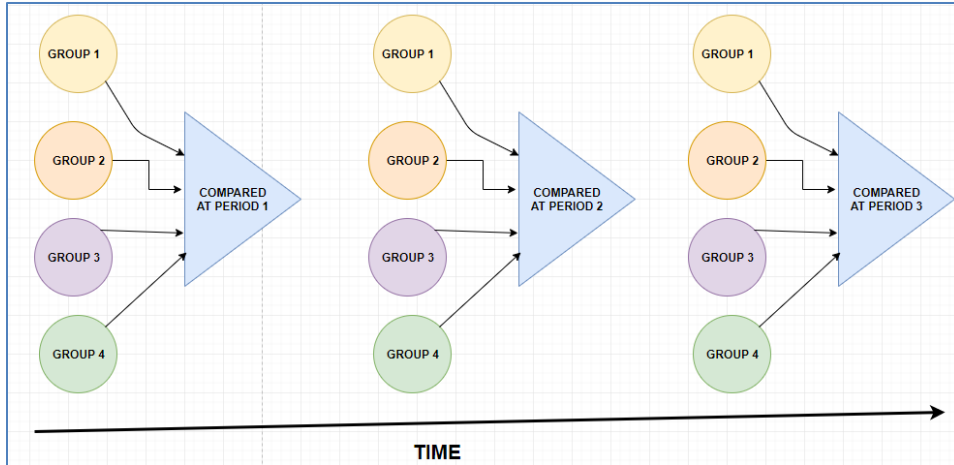 GROUP 1
GROUP 2
GROUP 3
GROUP 4
COMPARED
AT PERIOD 1
GROUP 1
GROUP 2
GROUP 3
GROUP 4
COMPARED
AT PERIOD 2
GROUP 1
GROUP 2
GROUP 3
GROUP 4
COMPARED
AT PERIOD 3
TIME